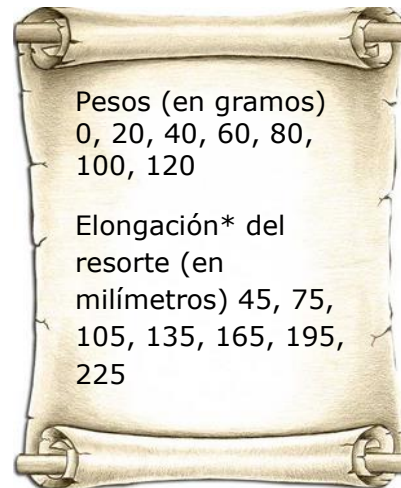 Pesos (en gramos)
0, 20, 40, 60, 80,
100, 120
Elongación* del
resorte (en
milímetros) 45, 75,
105, 135, 165, 195,
225